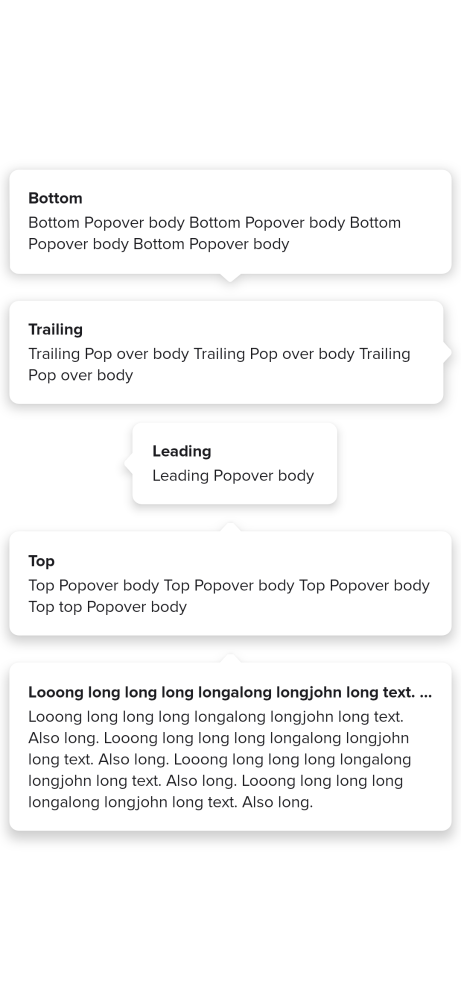 Bottom
Bottom Popover body Bottom Popover body Bottom
Popover body Bottom Popover body
Trailing
Trailing Pop over body Trailing Pop over body Trailing
Pop over body
Leading
Leading Popover body
Top
Top Popover body Top Popover body Top Popover body
Top top Popover body
Looong long long long longalong longjohn long text. ...
Looong long long long longalong longjohn long text.
Also long. Looong long long long longalong longjohn
long text. Also long. Looong long long long longalong
longjohn long text. Also long. Looong long long long
longalong longjohn long text. Also long.